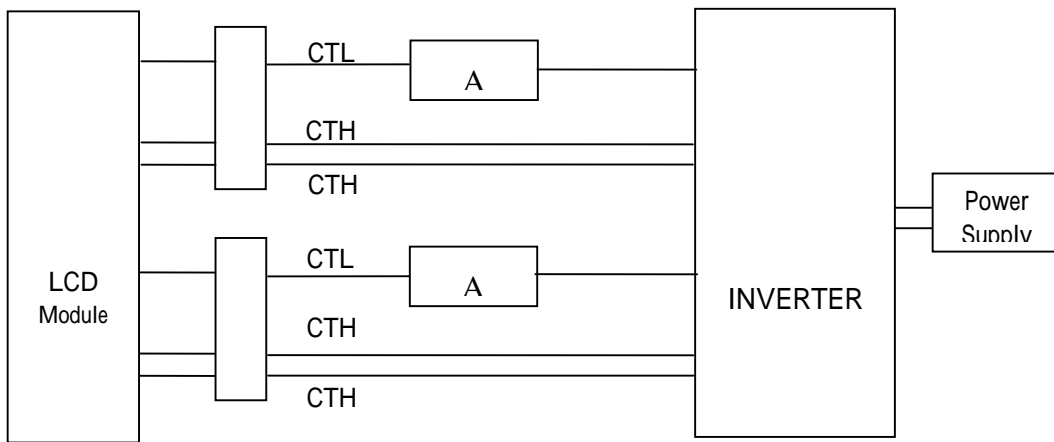 CTL
A
CTH
CTH
Power
Supply
CTL
A
LCD
Module
INVERTER
CTH
CTH